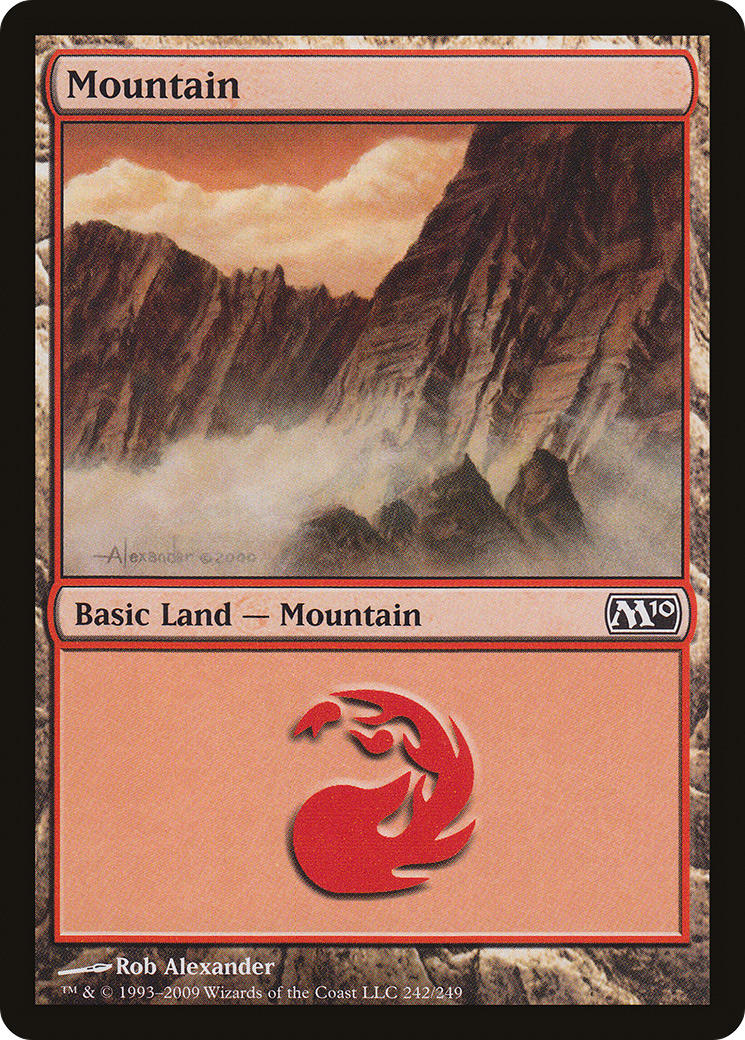 Mountain
—Alexander ©2000
Basic Land — Mountain
M10
Rob Alexander
™ & © 1993–2009 Wizards of the Coast LLC 242/249